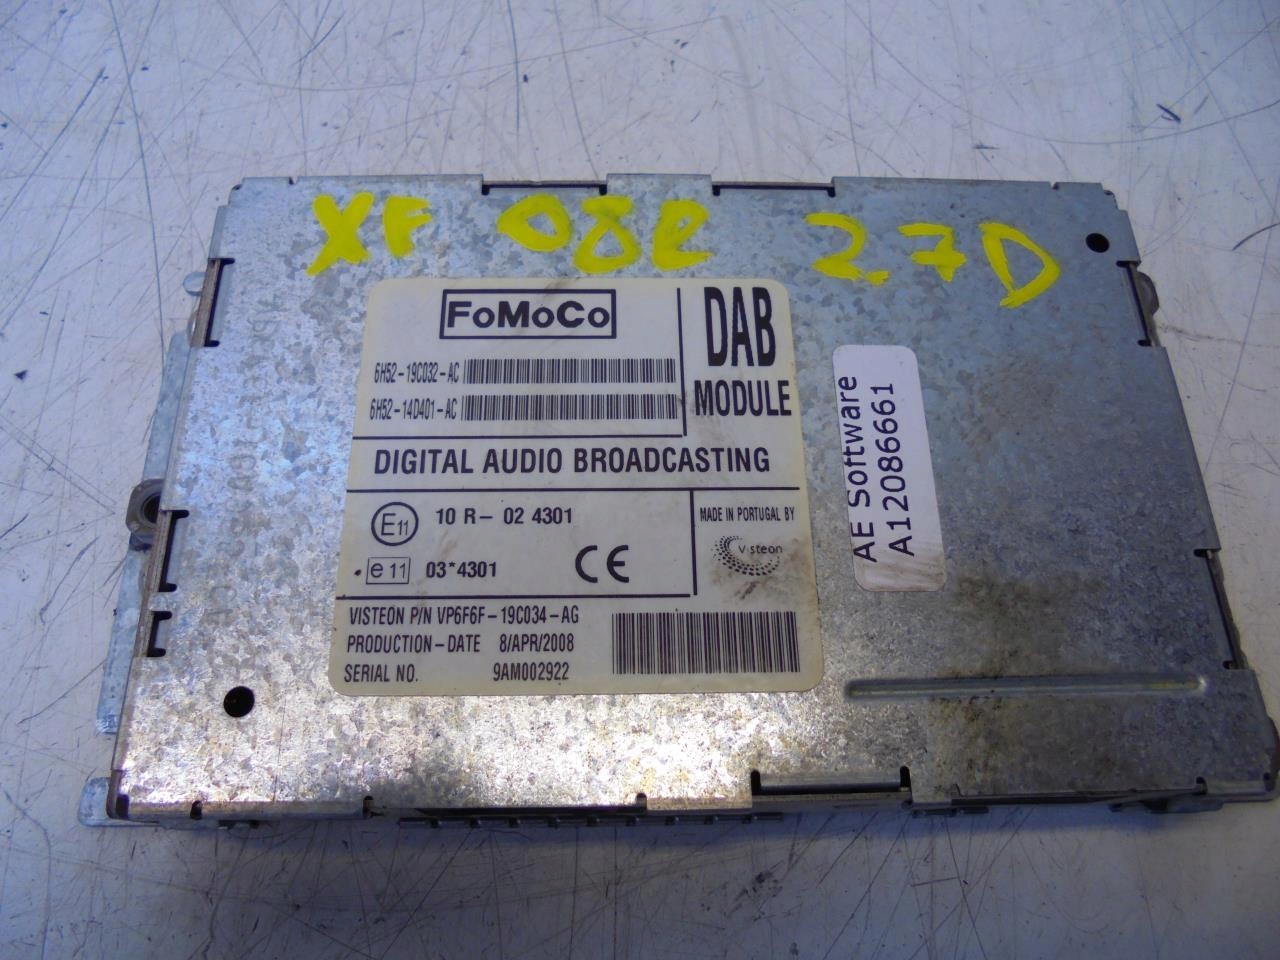 XF 08R 2.7D
FoMoCo
DAB
MODULE
6H52-19C032-AC
6H52-14D401-AC
DIGITAL AUDIO BROADCASTING
E11 10 R- 02 4301
e11 03*4301
CE
MADE IN PORTUGAL BY
Visteon
VISTEON P/N VP6F6F-19C034-AG
PRODUCTION-DATE 8/APR/2008
SERIAL NO. 9AM002922
AE Software
A12086661